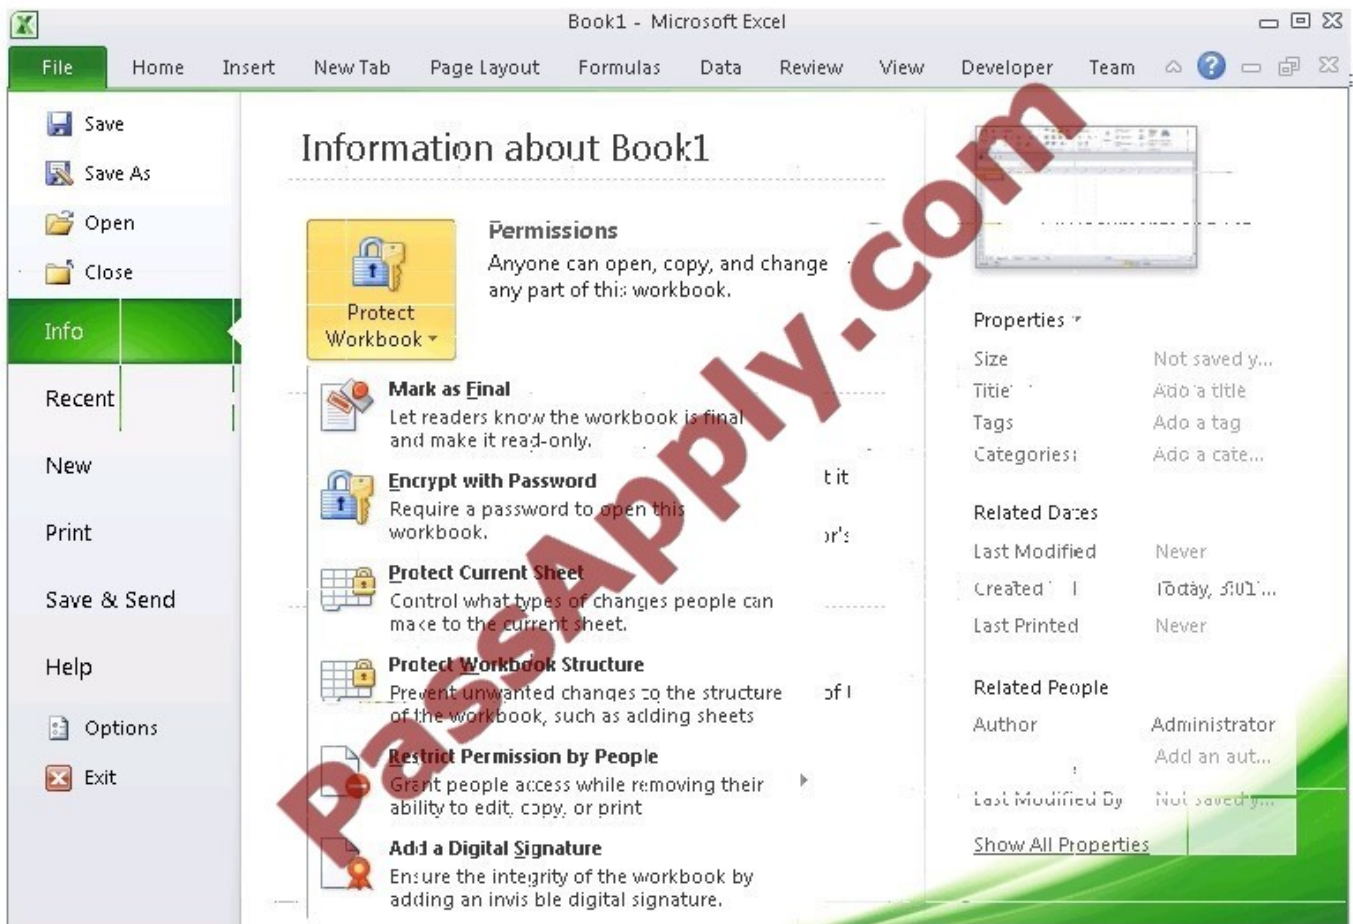 Book1 - Microsoft Excel
File Home Insert New Tab Page Layout Formulas Data Review View Developer Team
Save
Save As
Open
Close
Info
Recent
New
Print
Save & Send
Help
Options
Exit
Information about Book1
Protect
Workbook
Permissions
Anyone can open, copy, and change
any part of this workbook.
Mark as Final
Let readers know the workbook is final
and make it read-only.
Encrypt with Password
Require a password to open this
workbook.
Protect Current Sheet
Control what types of changes people can
make to the current sheet.
Protect Workbook Structure
Prevent unwanted changes to the structure
of the workbook, such as adding sheets
Restrict Permission by People
Grant people access while removing their
ability to edit, copy, or print
Add a Digital Signature
Ensure the integrity of the workbook by
adding an invisible digital signature.
t it
or's
of
Properties
Size Not saved y...
Title Add a title
Tags Add a tag
Categories Add a cate...
Related Dates
Last Modified Never
Created Today, 3:01...
Last Printed Never
Related People
Author Administrator
Add an aut...
Last Modified By Not saved y...
Show All Properties
PassApply.com